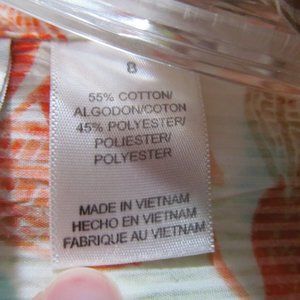 8
55% COTTON/
ALGODON/COTON
45% POLYESTER/
POLIESTER/
POLYESTER
MADE IN VIETNAM
HECHO EN VIETNAM
FABRIQUE AU VIETNAM